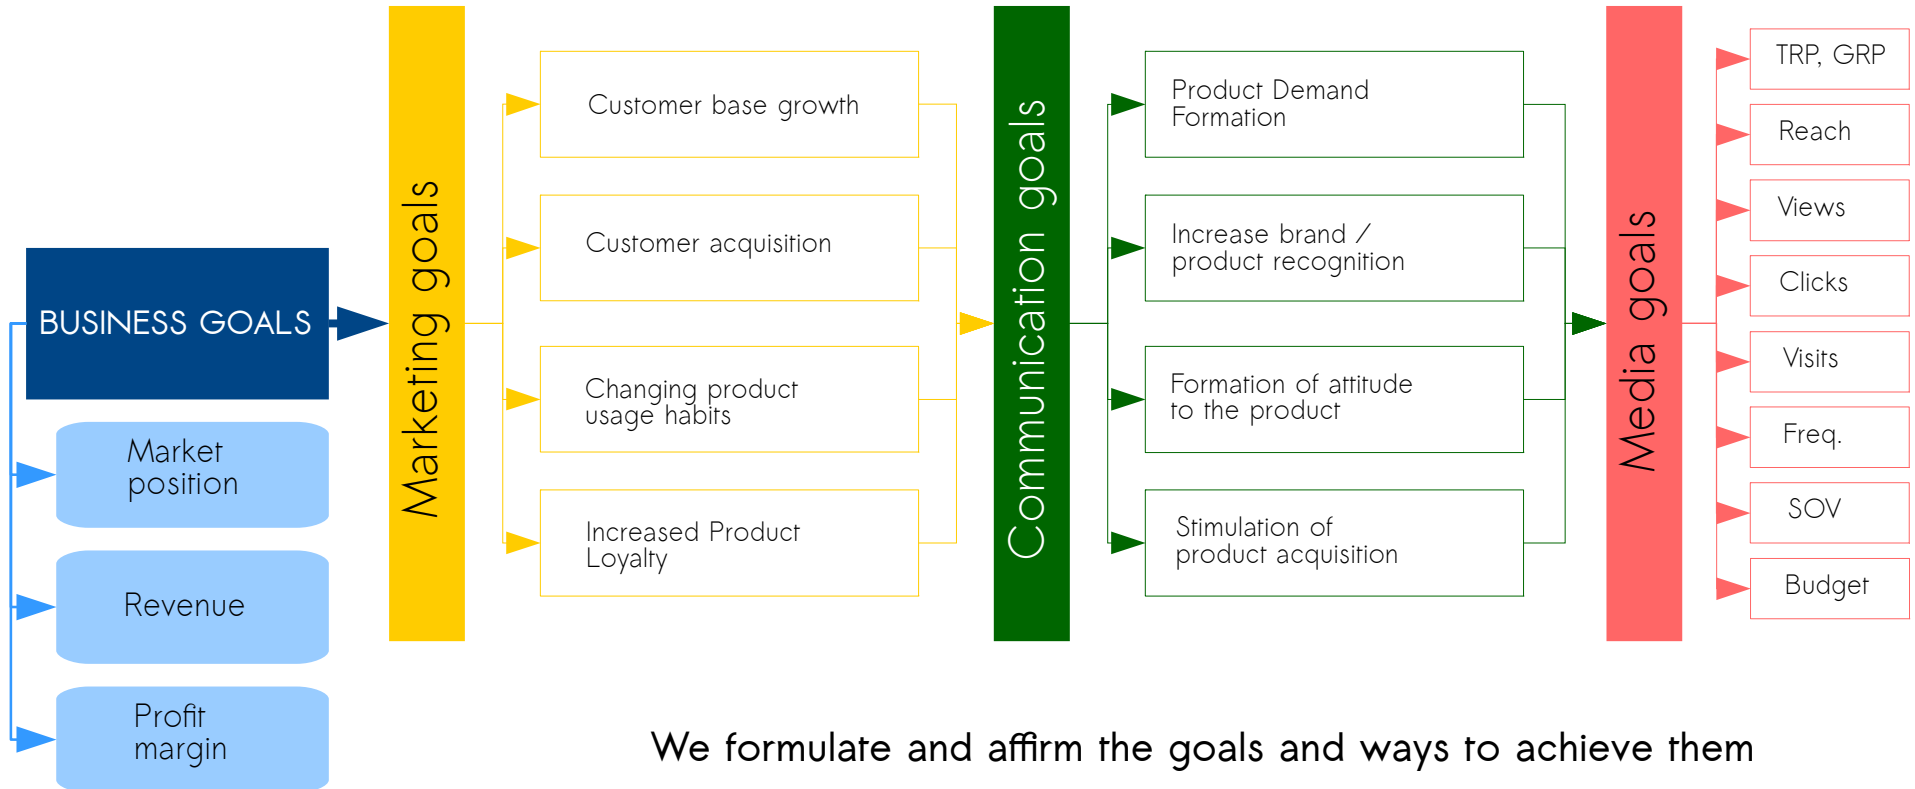 BUSINESS GOALS
Market
position
Revenue
Profit
margin
Marketing goals
Customer base growth
Customer acquisition
Changing product
usage habits
Increased Product
Loyalty
Communication goals
Product Demand
Formation
Increase brand /
product recognition
Formation of attitude
to the product
Stimulation of
product acquisition
Media goals
TRP, GRP
Reach
Views
Clicks
Visits
Freq.
SOV
Budget
We formulate and affirm the goals and ways to achieve them